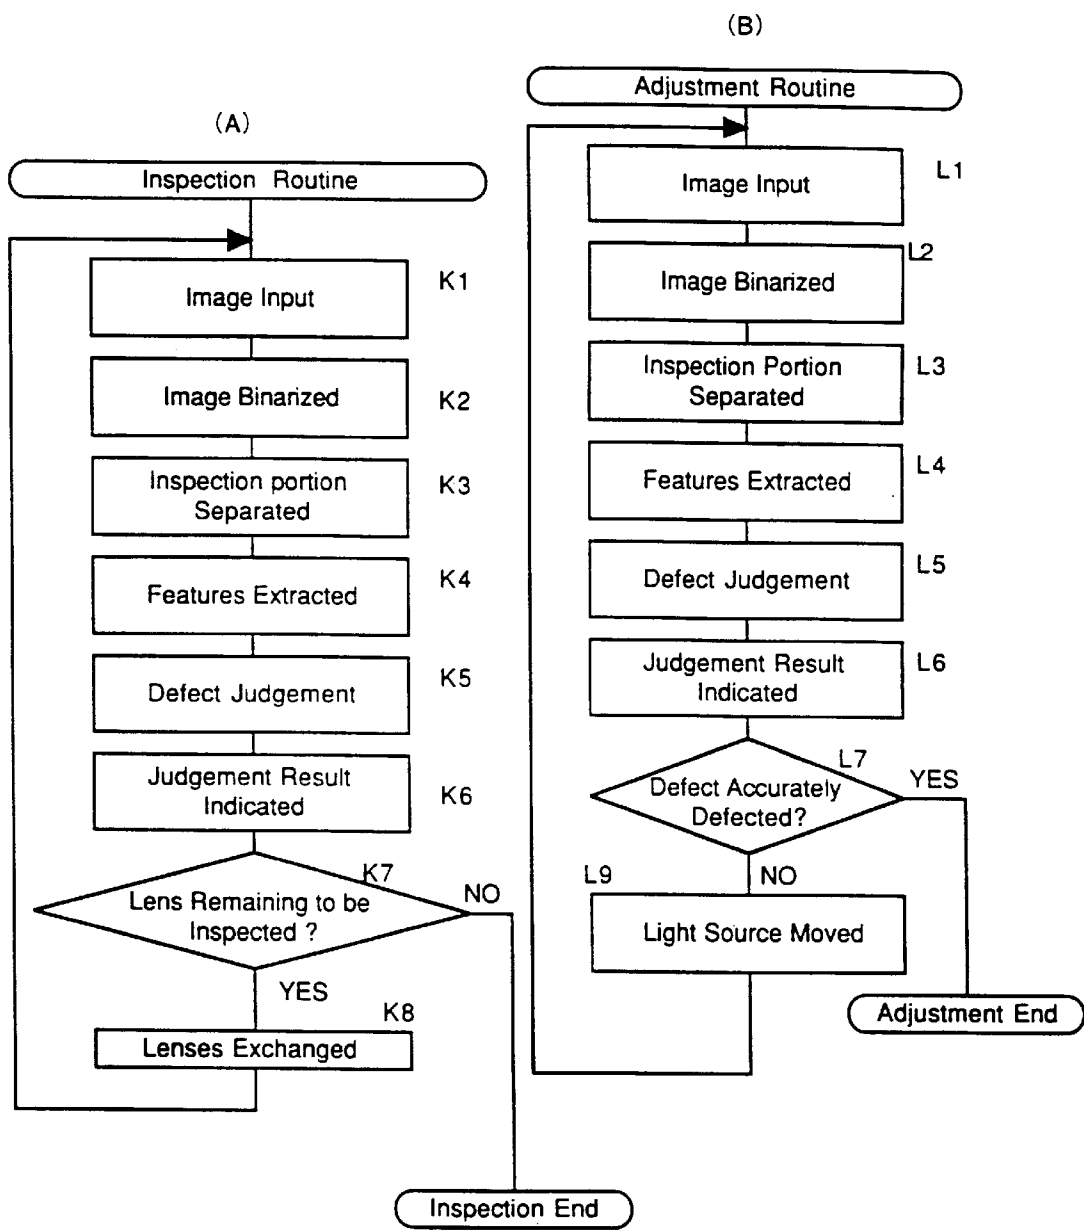 (A)
Inspection Routine
Image Input
K1
Image Binarized
K2
Inspection portion
Separated
K3
Features Extracted
K4
Defect Judgement
K5
Judgement Result
Indicated
K6
K7
Lens Remaining to be
Inspected ?
NO
YES
K8
Lenses Exchanged
Inspection End
(B)
Adjustment Routine
Image Input
L1
Image Binarized
L2
Inspection Portion
Separated
L3
Features Extracted
L4
Defect Judgement
L5
Judgement Result
Indicated
L6
L7
Defect Accurately
Defected?
YES
NO
L9
Light Source Moved
Adjustment End